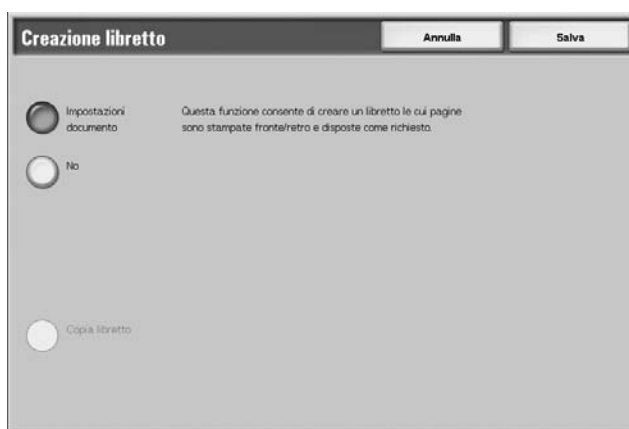 Creazione libretto
Annulla
Salva
Impostazioni
documento
Questa funzione consente di creare un libretto le cui pagine
sono stampate fronte/retro e disposte come richiesto.
No
Copia libretto